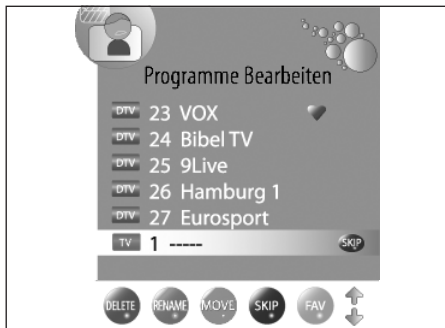 Programme Bearbeiten
DTV 23 VOX
DTV 24 Bibel TV
DTV 25 9Live
DTV 26 Hamburg 1
DTV 27 Eurosport
TV 1 ----- SKIP
DELETE RENAME MOVE SKIP FAV